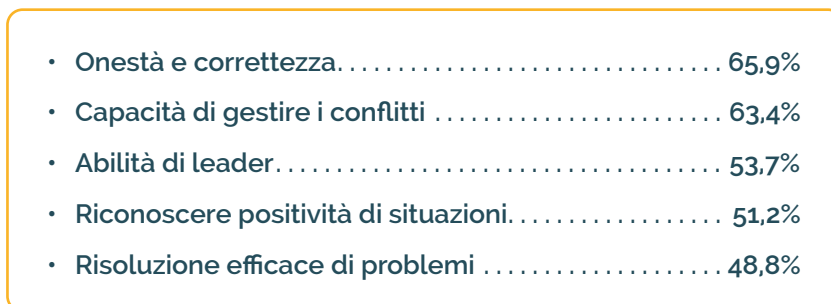 • Onestà e correttezza. . . . . . . . . . . . . . . . . . . . . . . . . . . . . . . . . 65,9%
• Capacità di gestire i conflitti . . . . . . . . . . . . . . . . . . . . . . . . . 63,4%
• Abilità di leader. . . . . . . . . . . . . . . . . . . . . . . . . . . . . . . . . . . . . . . 53,7%
• Riconoscere positività di situazioni. . . . . . . . . . . . . . . . . . . 51,2%
• Risoluzione efficace di problemi . . . . . . . . . . . . . . . . . . . . . 48,8%